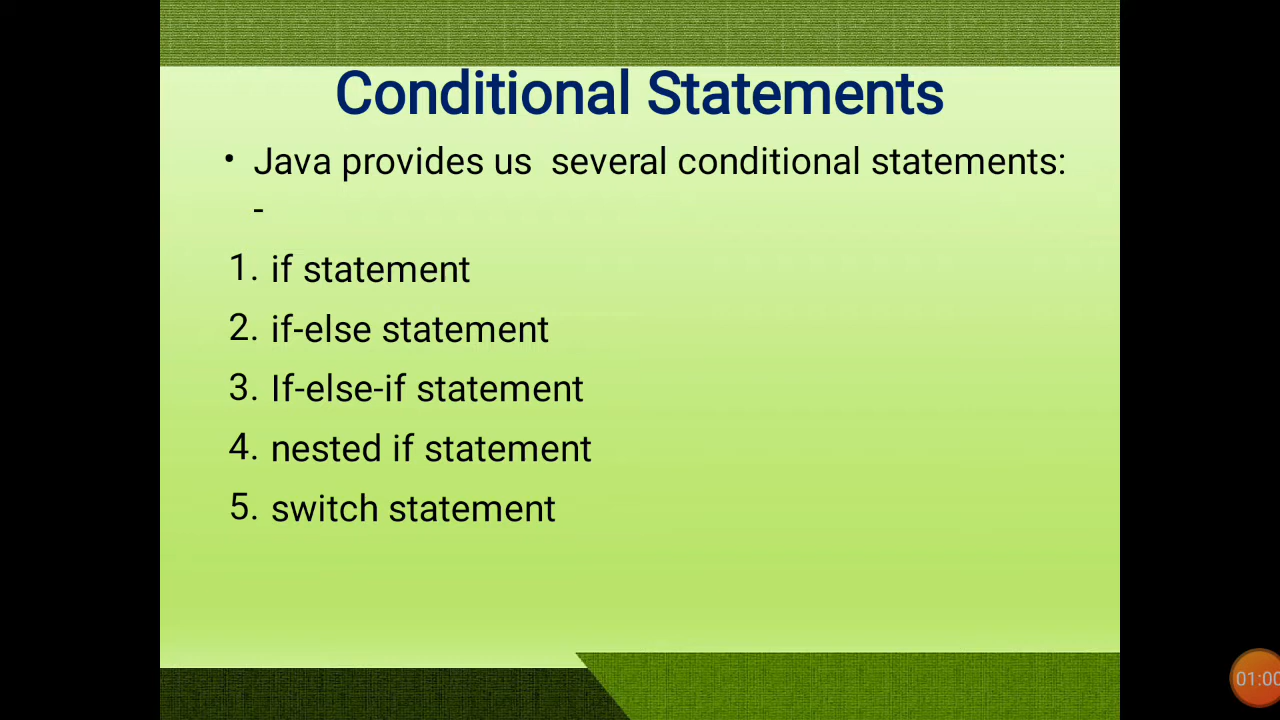 Conditional Statements
• Java provides us  several conditional statements:
-
1. if statement
2. if-else statement
3. If-else-if statement
4. nested if statement
5. switch statement
01:00